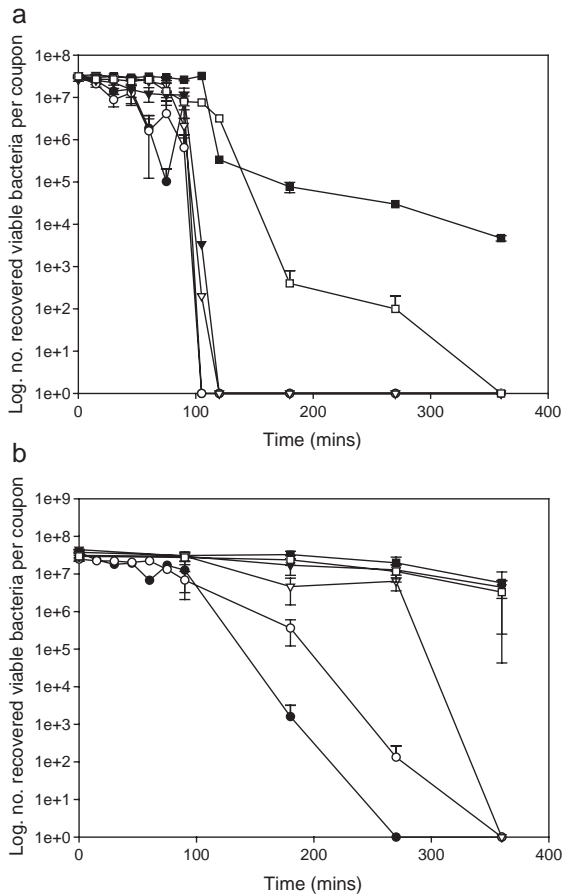 a
Log. no. recovered viable bacteria per coupon
1e+8
1e+7
1e+6
1e+5
1e+4
1e+3
1e+2
1e+1
1e+0
0 100 200 300 400
Time (mins)
b
Log. no. recovered viable bacteria per coupon
1e+9
1e+8
1e+7
1e+6
1e+5
1e+4
1e+3
1e+2
1e+1
1e+0
0 100 200 300 400
Time (mins)